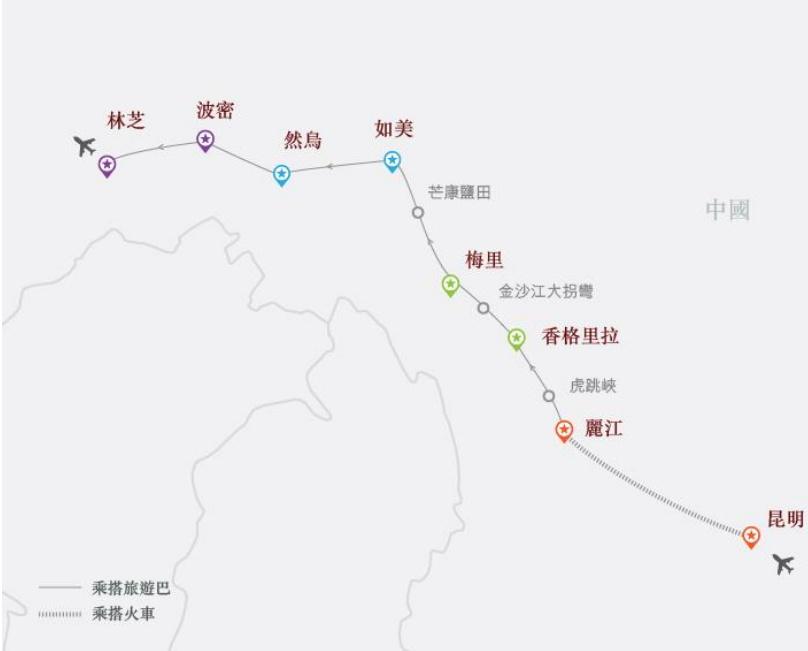 林芝
波密
然烏
如美
芒康鹽田
中國
梅里
金沙江大拐彎
香格里拉
虎跳峽
麗江
昆明
乘搭旅遊巴
乘搭火車